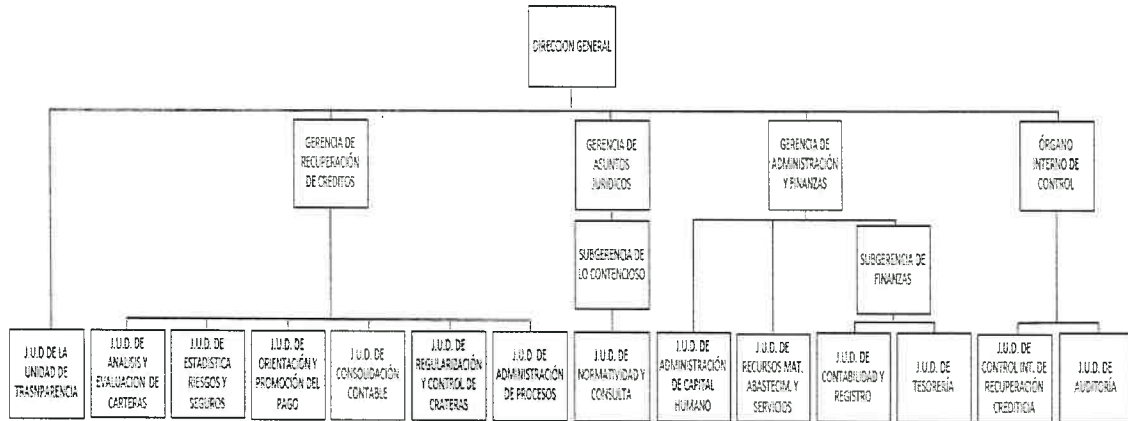 DIRECCION GENERAL
GERENCIA DE
RECUPERACIÓN
DE CRÉDITOS
GERENCIA DE
ASUNTOS
JURIDICOS
GERENCIA DE
ADMINISTRACIÓN
Y FINANZAS
ÓRGANO
INTERNO DE
CONTROL
SUBGERENCIA DE
LO CONTENCIOSO
SUBGERENCIA DE
FINANZAS
J.U.D DE LA
UNIDAD DE
TRASNPARENCIA
J.U.D. DE
ANALISIS Y
EVALUACION DE
CARTERAS
J.U.D. DE
ESTADÍSTICA
RIESGOS Y
SEGUROS
J.U.D. DE
ORIENTACIÓN Y
PROMOCIÓN DEL
PAGO
J.U.D. DE
CONSOLIDACIÓN
CONTABLE
J.U.D. DE
REGULARIZACIÓN
Y CONTROL DE
CRATERAS
J.U.D. DE
ADMINISTRACIÓN
DE PROCESOS
J.U.D. DE
NORMATIVIDAD Y
CONSULTA
J.U.D. DE
ADMINISTRACIÓN
DE CAPITAL
HUMANO
J.U.D. DE
RECURSOS MAT.
ABASTECIM. Y
SERVICIOS
J.U.D. DE
CONTABILIDAD Y
REGISTRO
J.U.D. DE
TESORERÍA
J.U.D. DE
CONTROL INT. DE
RECUPERACIÓN
CREDITICIA
J.U.D. DE
AUDITORÍA